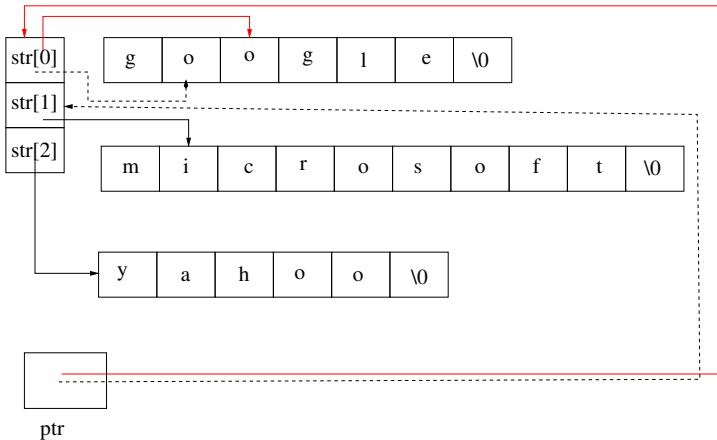 str[0] g o o g l e \0
str[1]
str[2] m i c r o s o f t \0
y a h o o \0
ptr